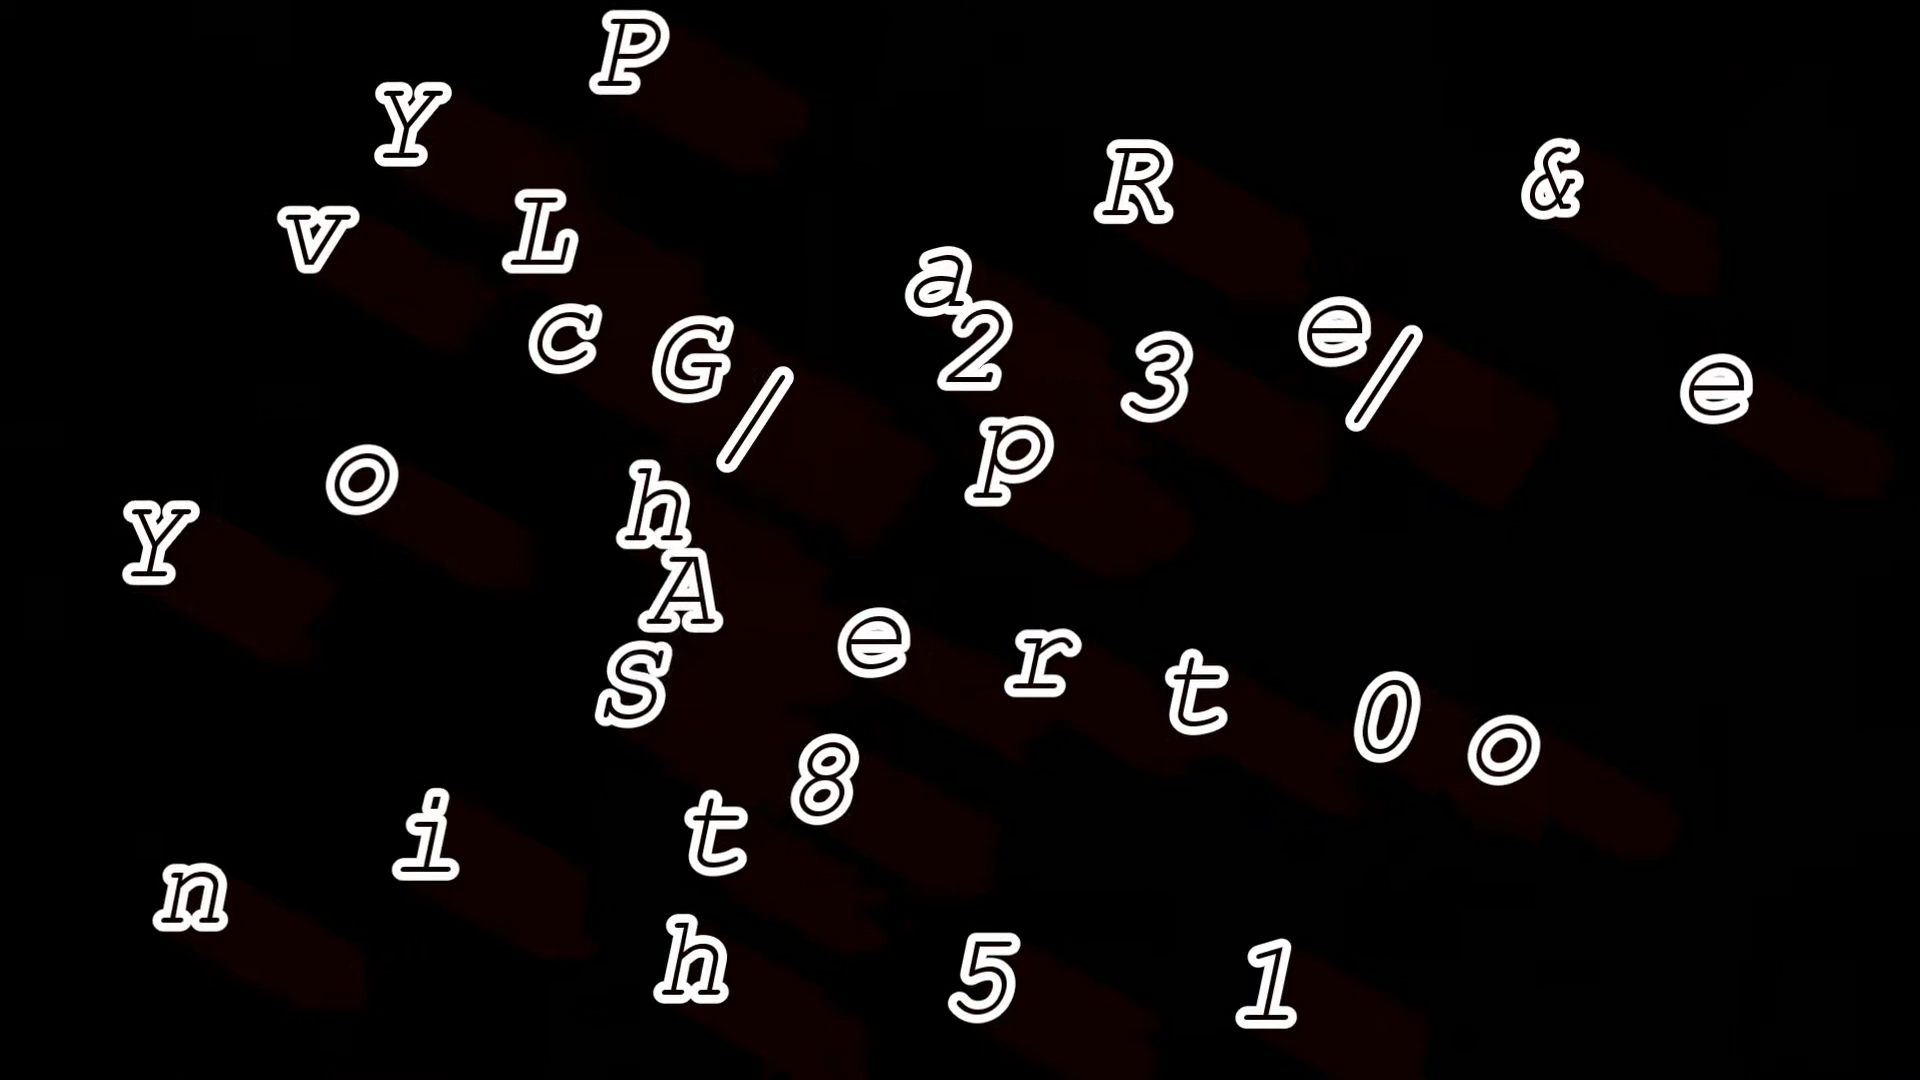 P
Y
R &
v L
a
c G / 2 3 e / e
o h p
Y
A
S e r t 0 o
8
i t
n
h 5 1